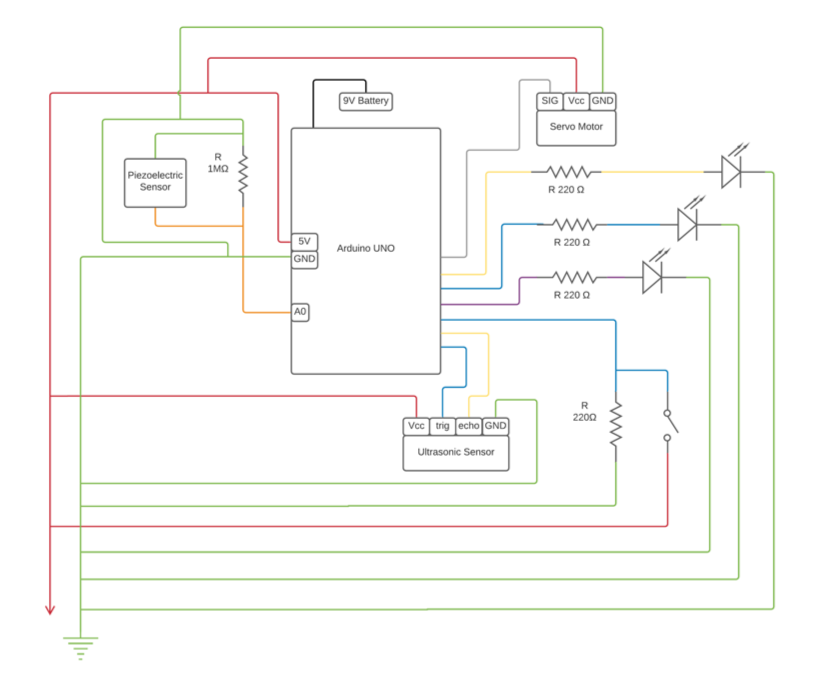 9V Battery
SIG
Vcc
GND
Servo Motor
R
1MΩ
Piezoelectric
Sensor
R 220 Ω
R 220 Ω
R 220 Ω
5V
GND
Arduino UNO
A0
R
220Ω
Vcc
trig
echo
GND
Ultrasonic Sensor